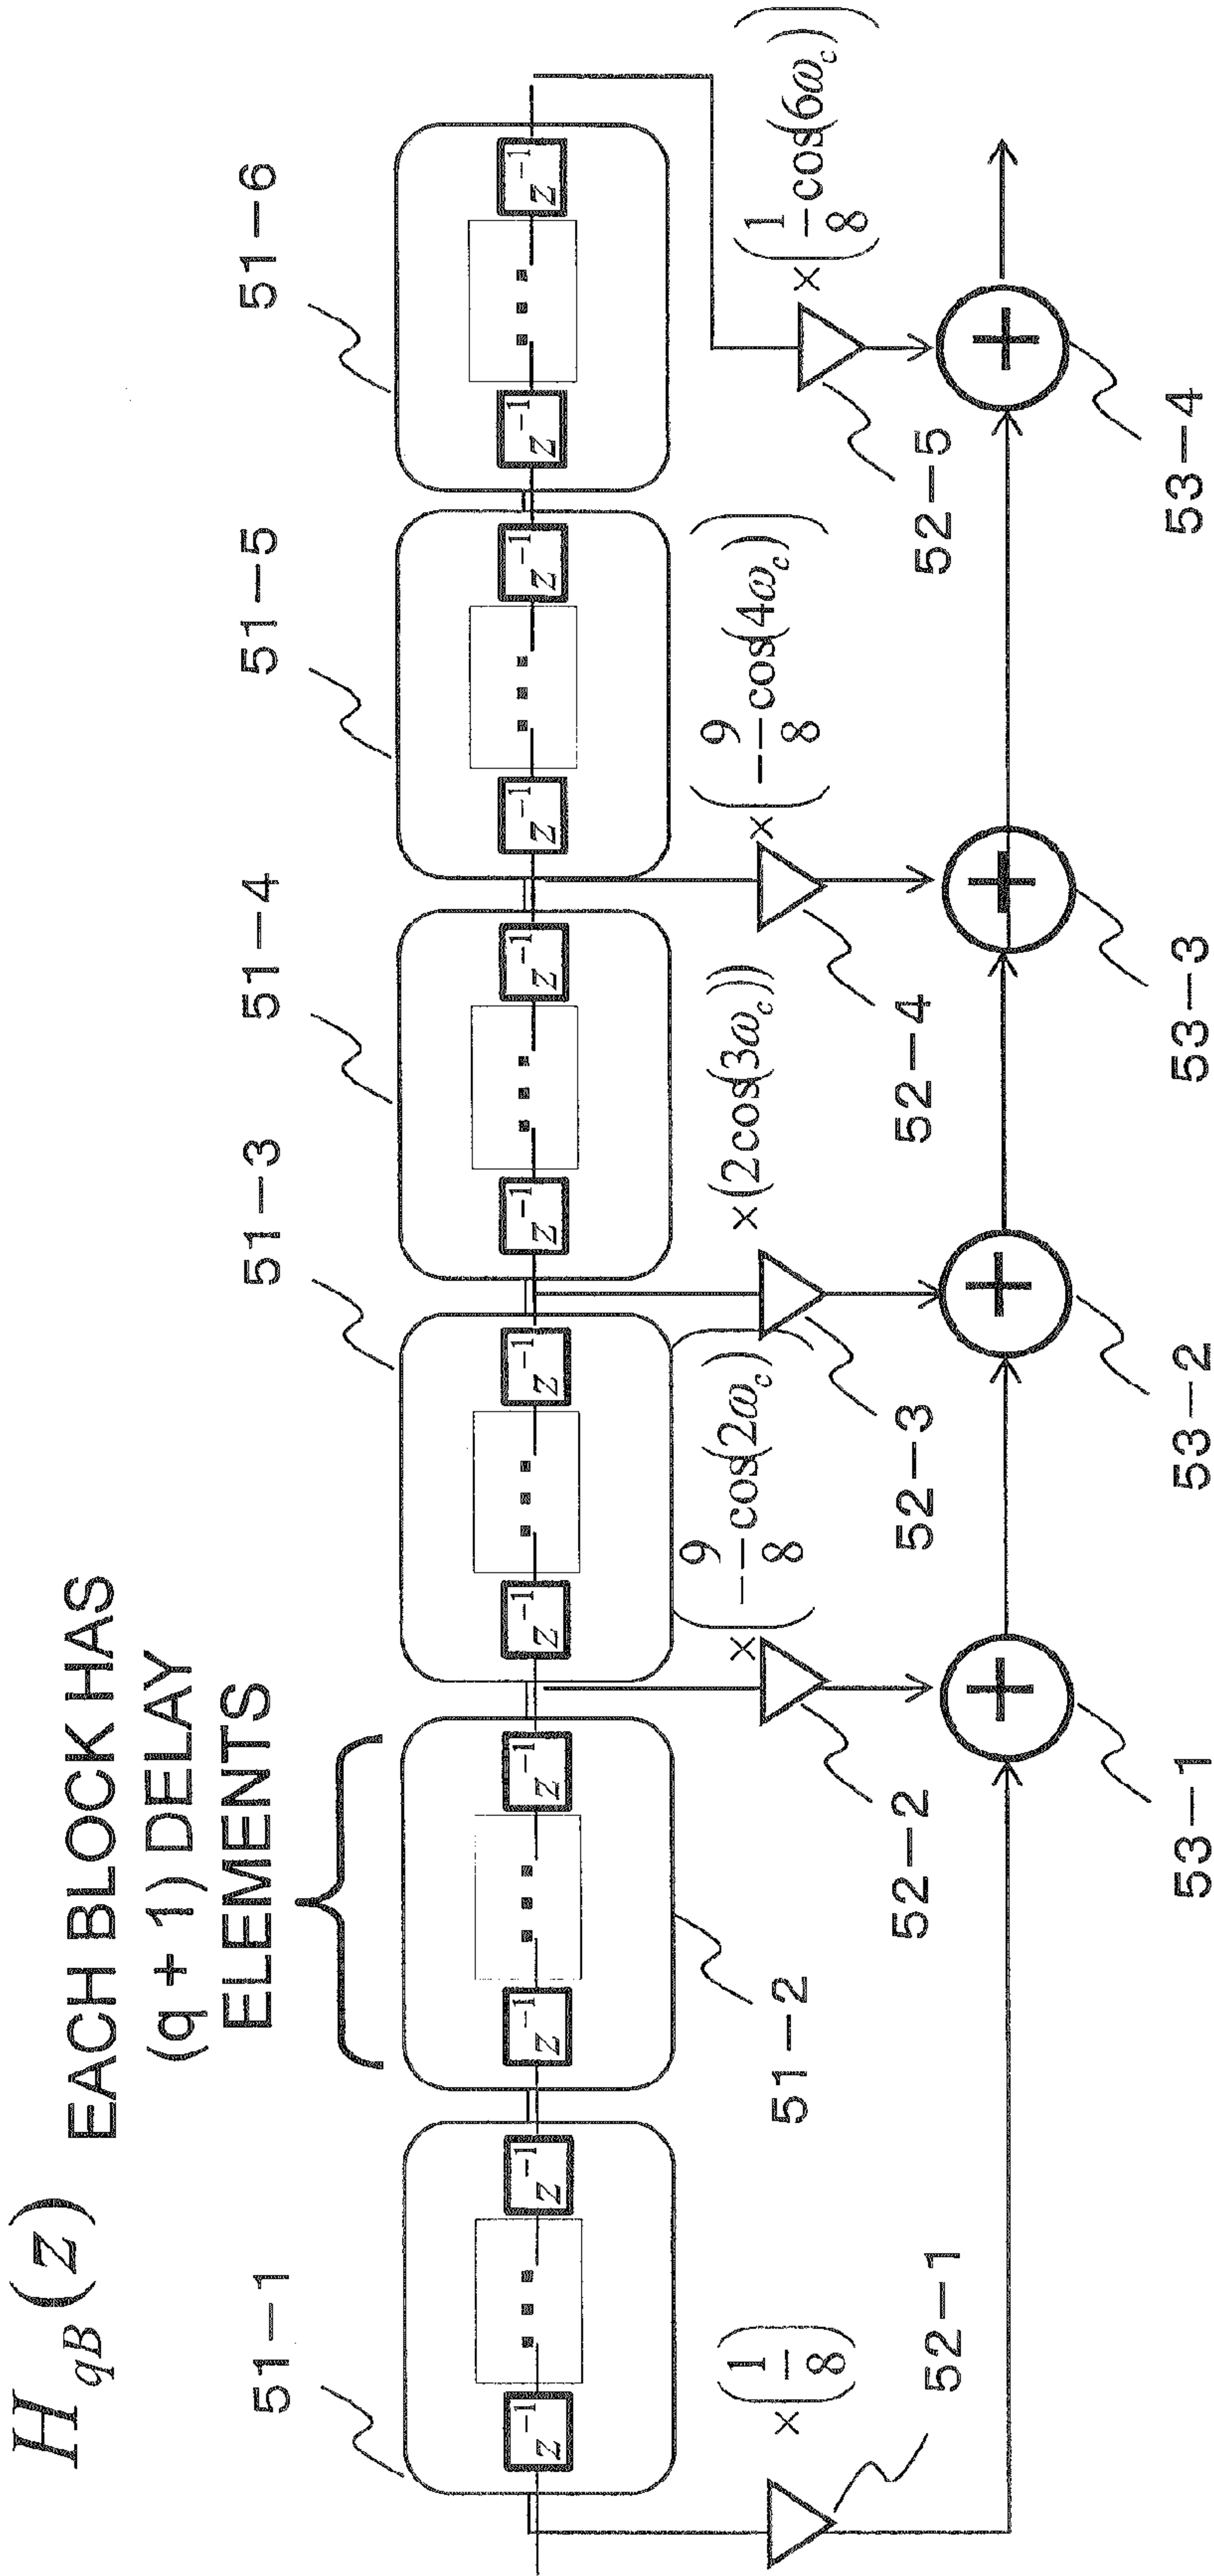 H_{qB}(z)
EACH BLOCK HAS
(q + 1) DELAY
ELEMENTS
51-1
51-3
51-4
51-5
51-6
z^{-1} ... z^{-1}
z^{-1} ... z^{-1}
z^{-1} ... z^{-1}
z^{-1} ... z^{-1}
z^{-1} ... z^{-1}
z^{-1} ... z^{-1}
51-2
×(1/8)
×(-9/8 cos(2ω_c))
×(2cos(3ω_c))
×(-9/8 cos(4ω_c))
×(1/8 cos(6ω_c))
52-1
52-2
52-3
52-4
52-5
+
+
+
+
53-1
53-2
53-3
53-4